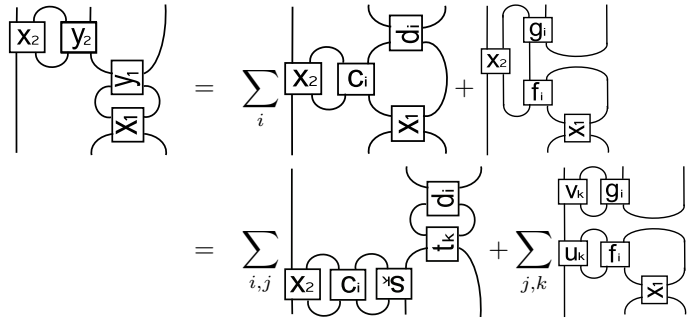 x₂ y₂ y₁ x₁ = ∑ᵢ x₂ cᵢ dᵢ x₁ + x₂ gᵢ fᵢ x₁
= ∑ᵢ,ⱼ x₂ cᵢ sₖ tₖ dᵢ + ∑ⱼ,ₖ vₖ gᵢ uₖ fᵢ x₁